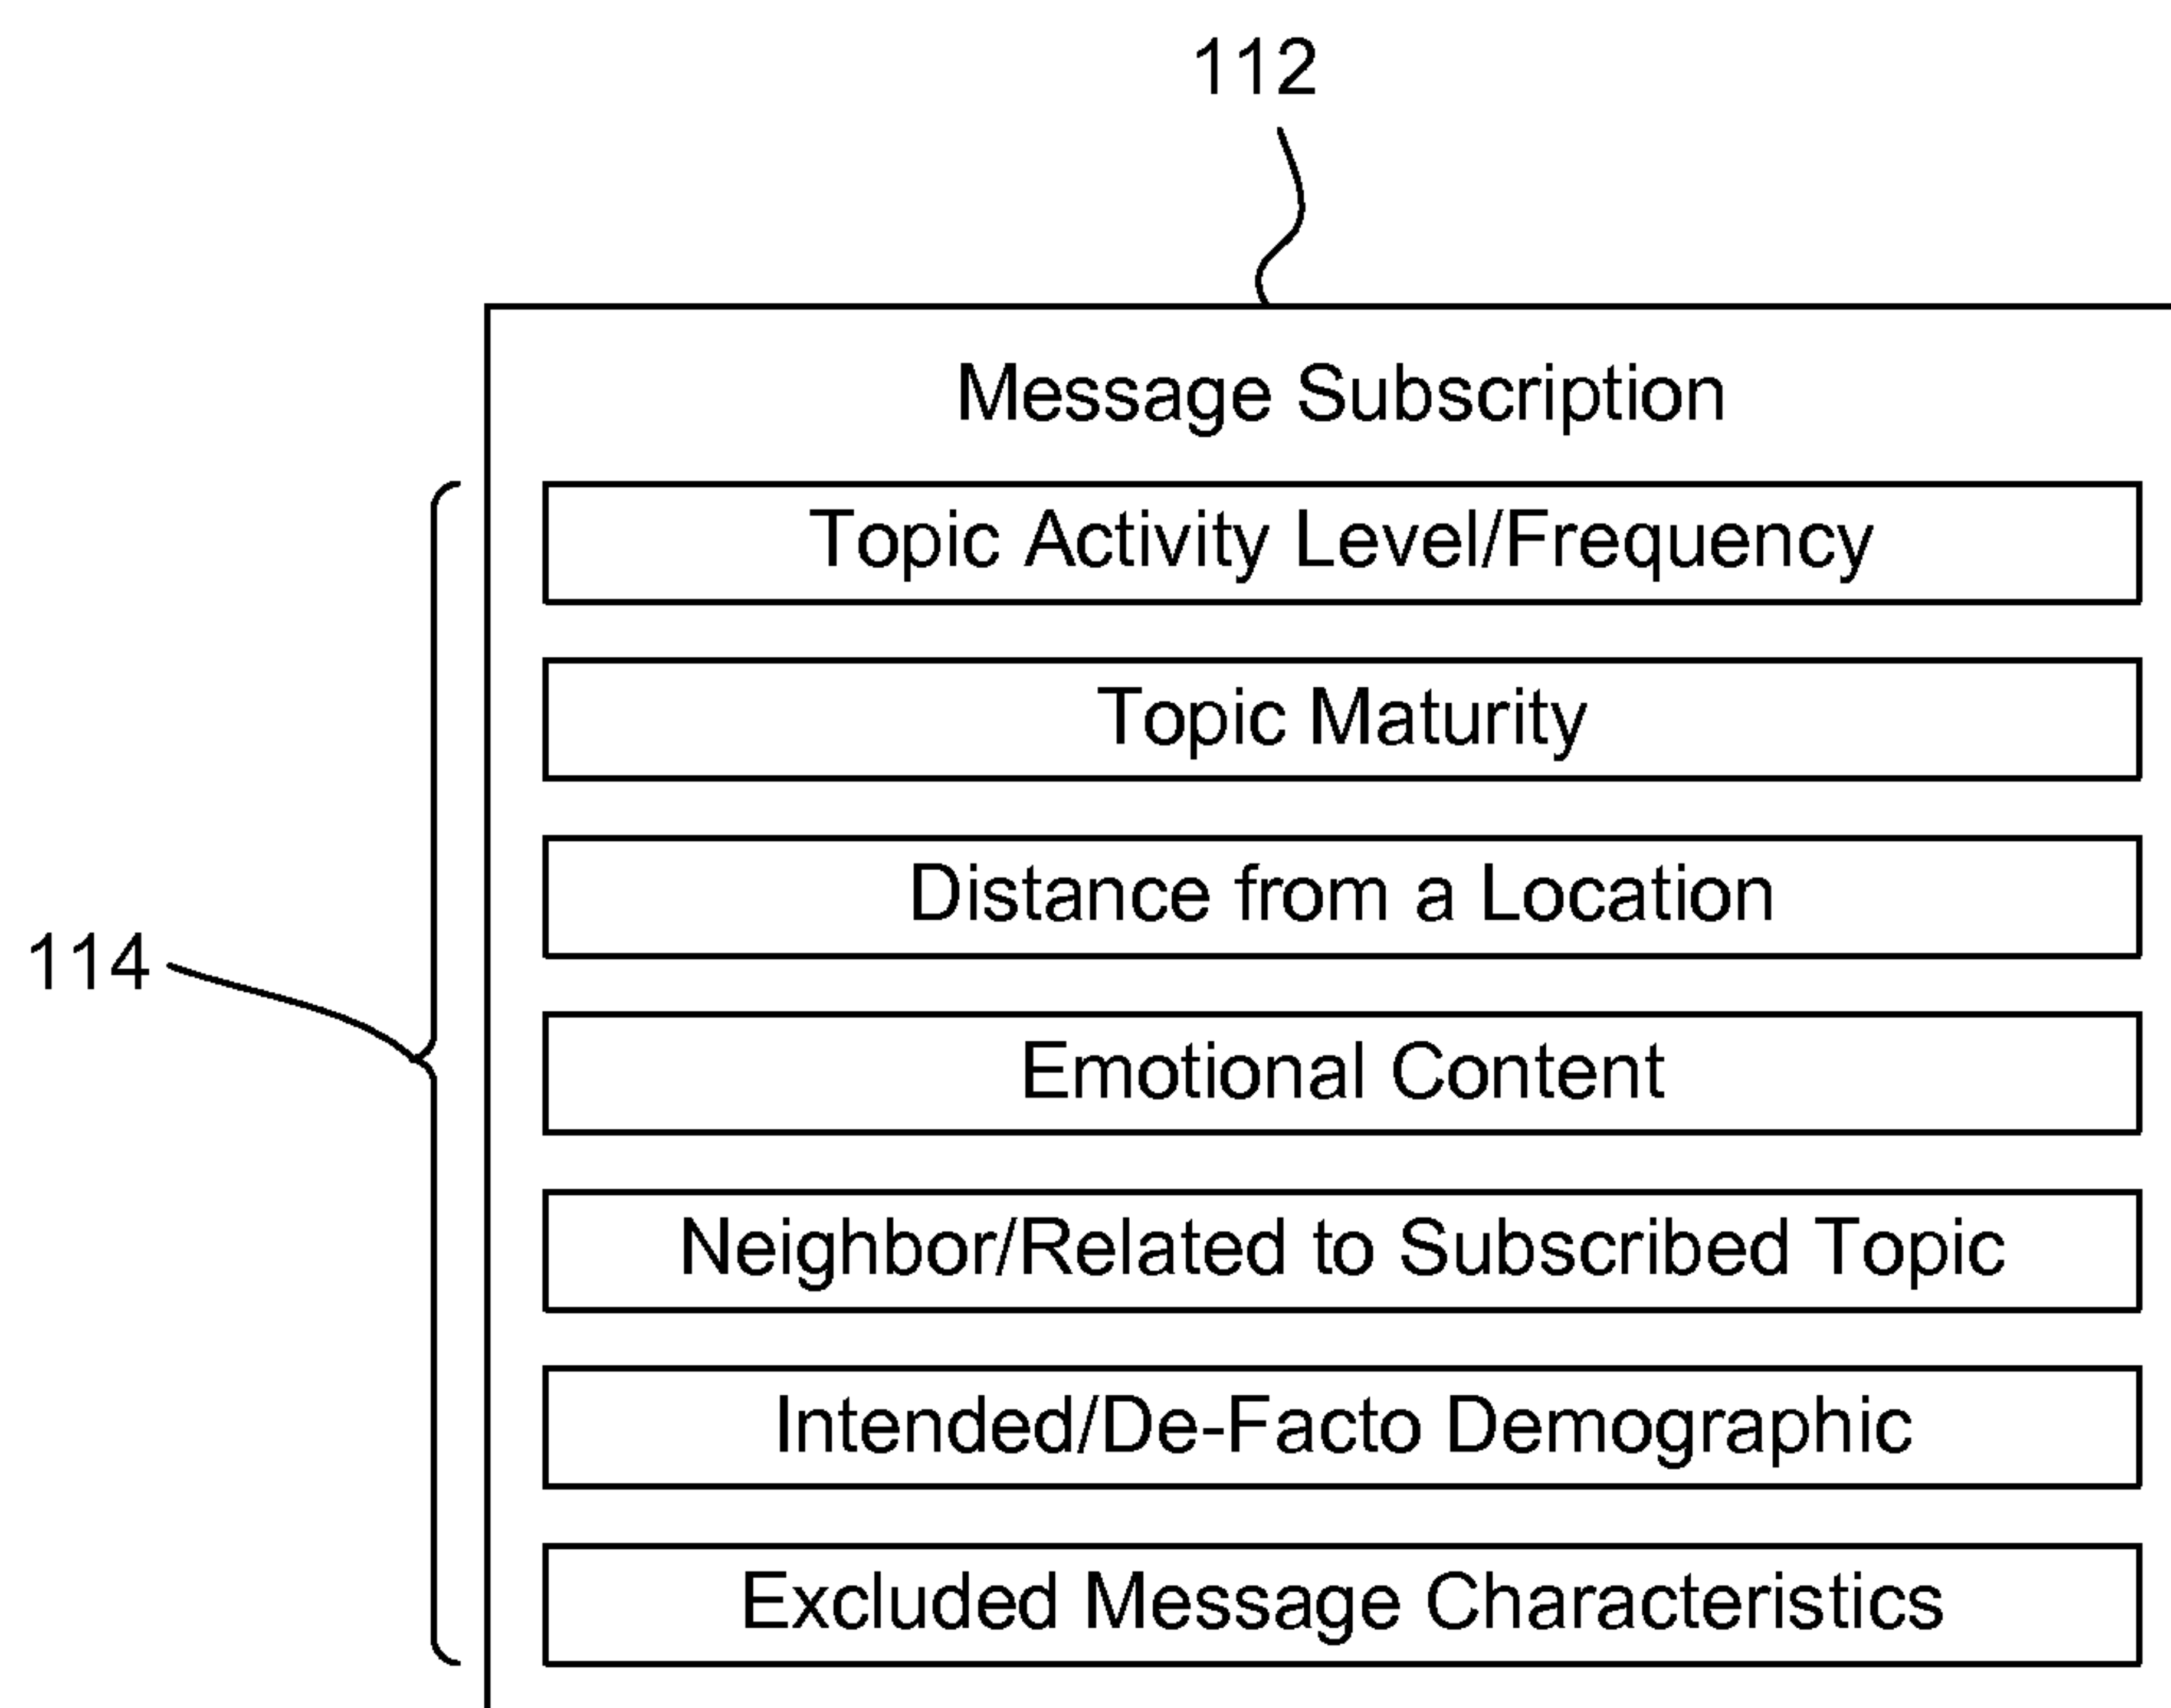 112
Message Subscription
Topic Activity Level/Frequency
Topic Maturity
Distance from a Location
114
Emotional Content
Neighbor/Related to Subscribed Topic
Intended/De-Facto Demographic
Excluded Message Characteristics